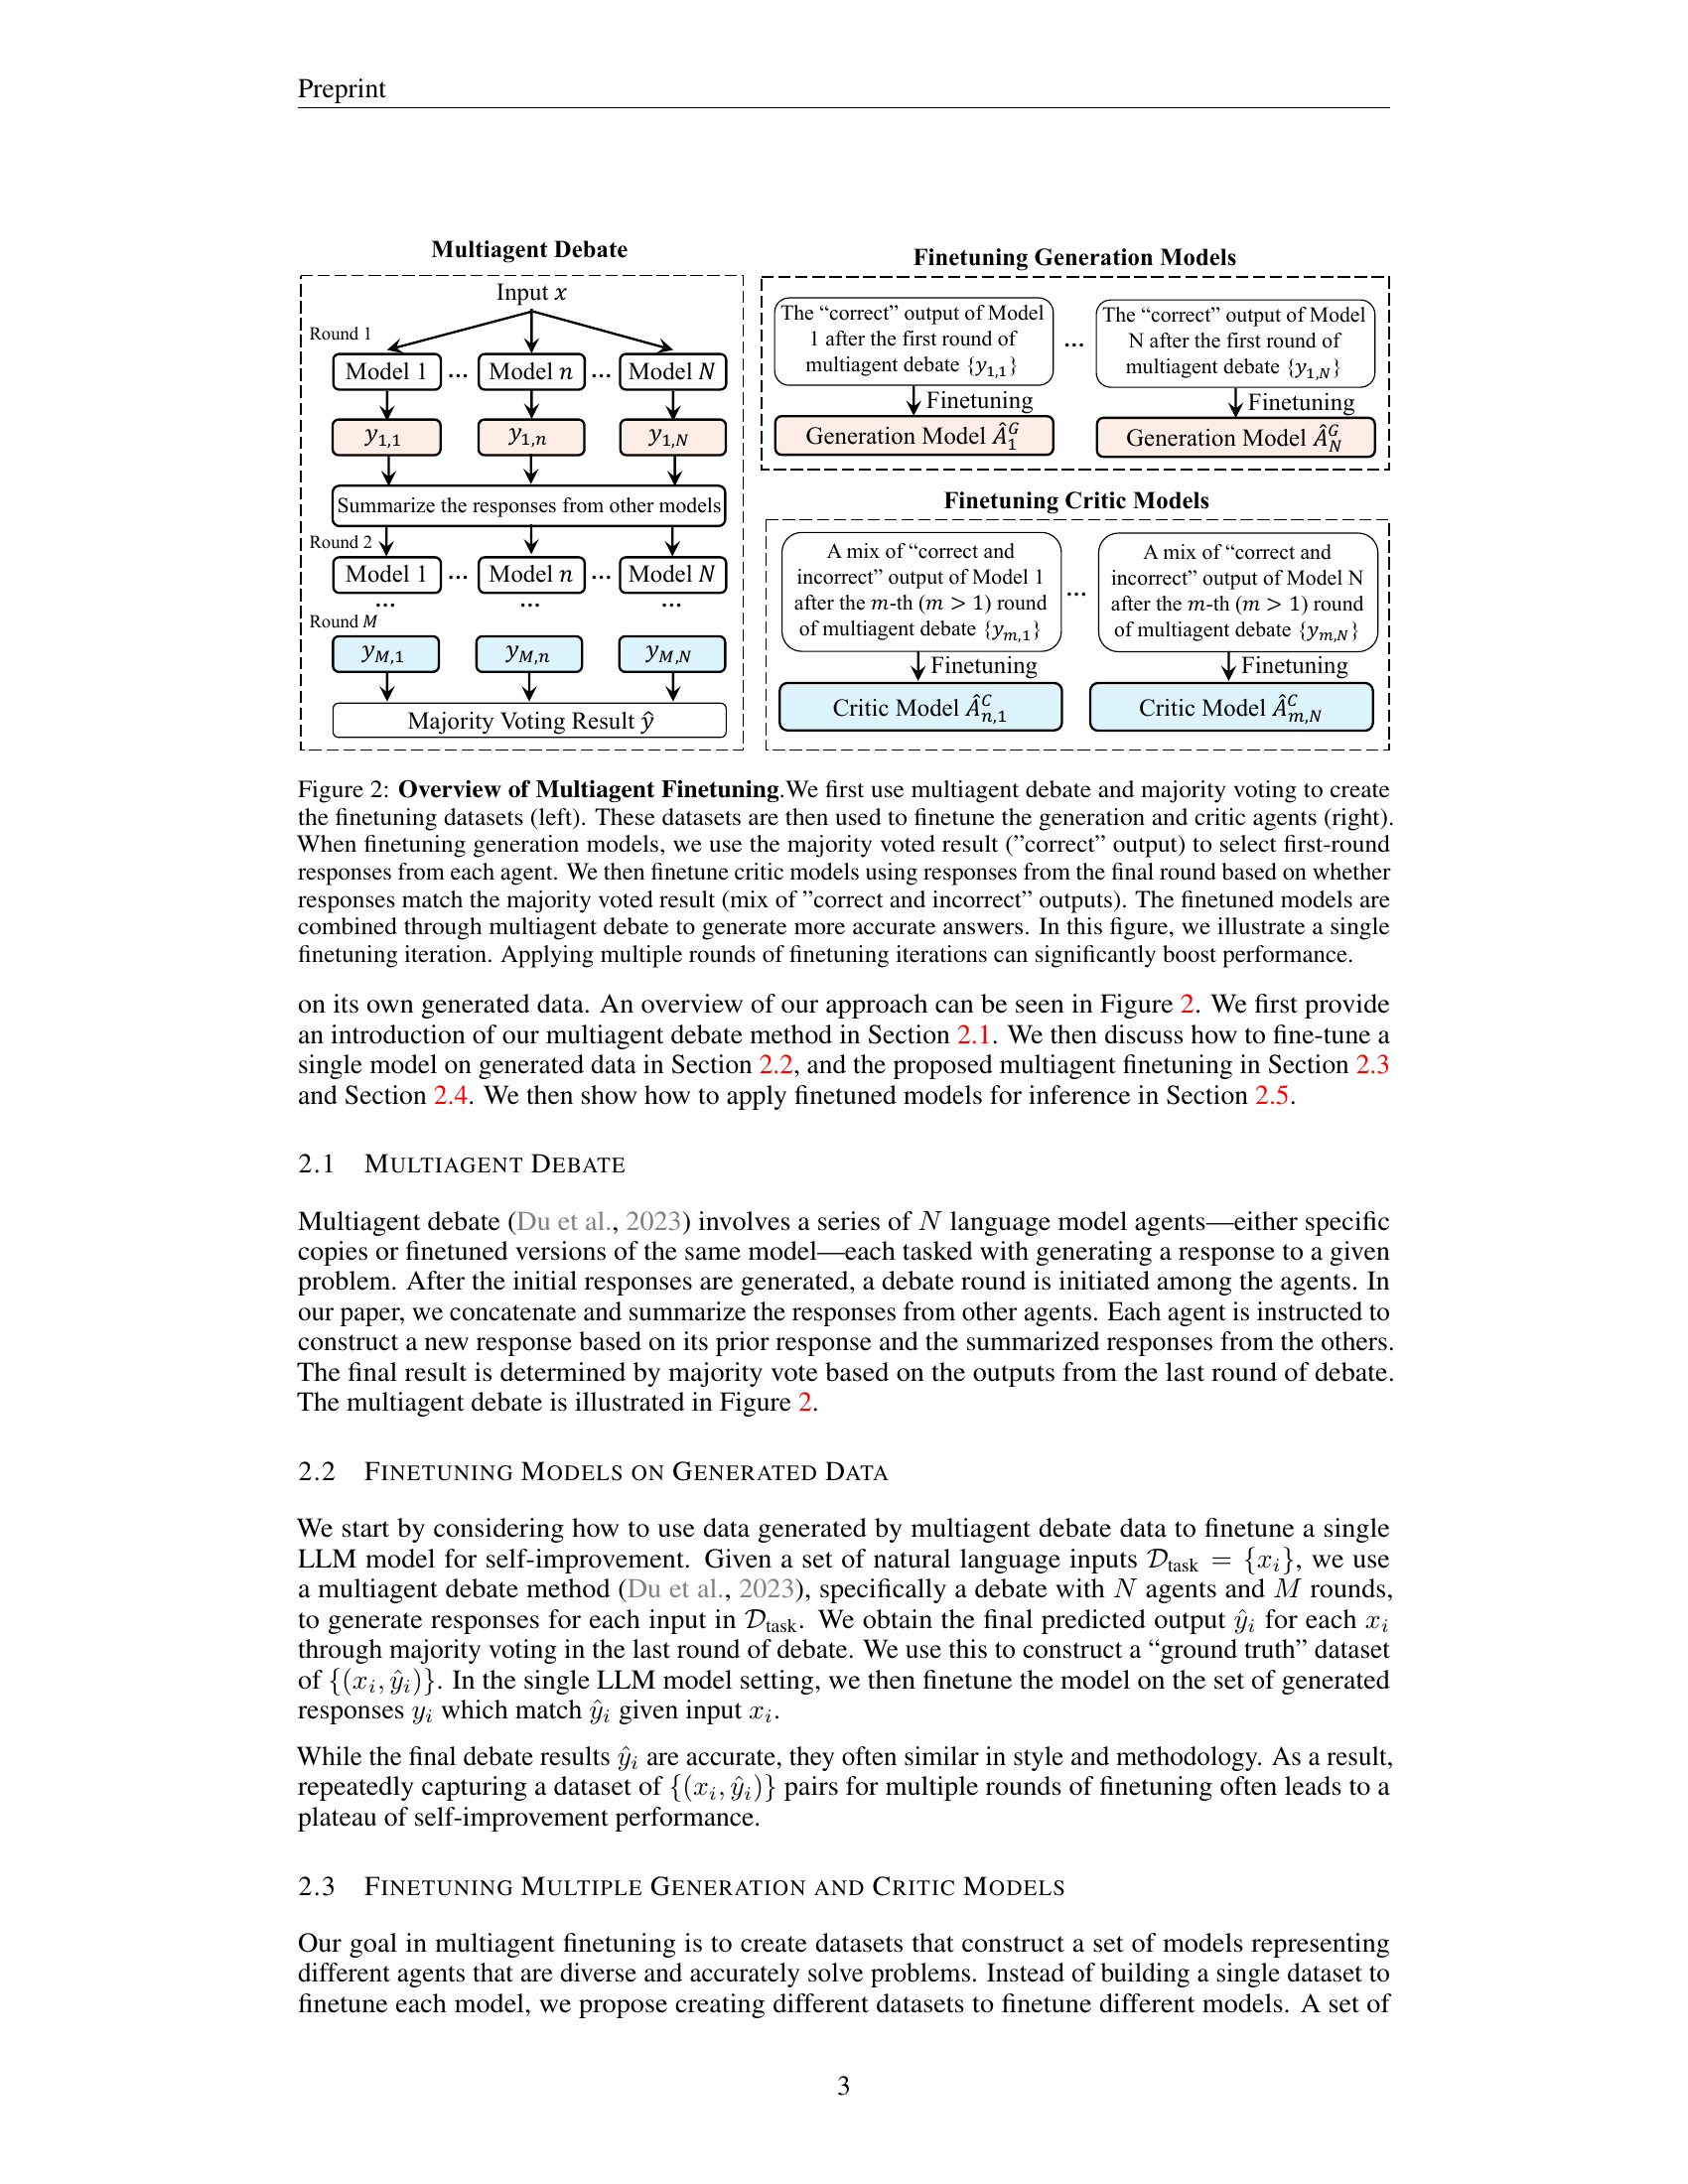 Preprint
Multiagent Debate
Input x
Round 1
Model 1 ... Model n ... Model N
y_{1,1} y_{1,n} y_{1,N}
Summarize the responses from other models
Round 2
Model 1 ... Model n ... Model N
... ... ...
Round M
y_{M,1} y_{M,n} y_{M,N}
Majority Voting Result ŷ
Finetuning Generation Models
The “correct” output of Model
1 after the first round of
multiagent debate {y_{1,1}}
Finetuning
Generation Model Â_1^G
...
The “correct” output of Model
N after the first round of
multiagent debate {y_{1,N}}
Finetuning
Generation Model Â_N^G
Finetuning Critic Models
A mix of “correct and
incorrect” output of Model 1
after the m-th (m > 1) round
of multiagent debate {y_{m,1}}
Finetuning
Critic Model Â_{n,1}^C
...
A mix of “correct and
incorrect” output of Model N
after the m-th (m > 1) round
of multiagent debate {y_{m,N}}
Finetuning
Critic Model Â_{m,N}^C
Figure 2: Overview of Multiagent Finetuning.We first use multiagent debate and majority voting to create
the finetuning datasets (left). These datasets are then used to finetune the generation and critic agents (right).
When finetuning generation models, we use the majority voted result (”correct” output) to select first-round
responses from each agent. We then finetune critic models using responses from the final round based on whether
responses match the majority voted result (mix of ”correct and incorrect” outputs). The finetuned models are
combined through multiagent debate to generate more accurate answers. In this figure, we illustrate a single
finetuning iteration. Applying multiple rounds of finetuning iterations can significantly boost performance.
on its own generated data. An overview of our approach can be seen in Figure 2. We first provide
an introduction of our multiagent debate method in Section 2.1. We then discuss how to fine-tune a
single model on generated data in Section 2.2, and the proposed multiagent finetuning in Section 2.3
and Section 2.4. We then show how to apply finetuned models for inference in Section 2.5.
2.1 MULTIAGENT DEBATE
Multiagent debate (Du et al., 2023) involves a series of N language model agents—either specific
copies or finetuned versions of the same model—each tasked with generating a response to a given
problem. After the initial responses are generated, a debate round is initiated among the agents. In
our paper, we concatenate and summarize the responses from other agents. Each agent is instructed to
construct a new response based on its prior response and the summarized responses from the others.
The final result is determined by majority vote based on the outputs from the last round of debate.
The multiagent debate is illustrated in Figure 2.
2.2 FINETUNING MODELS ON GENERATED DATA
We start by considering how to use data generated by multiagent debate data to finetune a single
LLM model for self-improvement. Given a set of natural language inputs 𝒟_task = {x_i}, we use
a multiagent debate method (Du et al., 2023), specifically a debate with N agents and M rounds,
to generate responses for each input in 𝒟_task. We obtain the final predicted output ŷ_i for each x_i
through majority voting in the last round of debate. We use this to construct a “ground truth” dataset
of {(x_i, ŷ_i)}. In the single LLM model setting, we then finetune the model on the set of generated
responses y_i which match ŷ_i given input x_i.
While the final debate results ŷ_i are accurate, they often similar in style and methodology. As a result,
repeatedly capturing a dataset of {(x_i, ŷ_i)} pairs for multiple rounds of finetuning often leads to a
plateau of self-improvement performance.
2.3 FINETUNING MULTIPLE GENERATION AND CRITIC MODELS
Our goal in multiagent finetuning is to create datasets that construct a set of models representing
different agents that are diverse and accurately solve problems. Instead of building a single dataset to
finetune each model, we propose creating different datasets to finetune different models. A set of
3